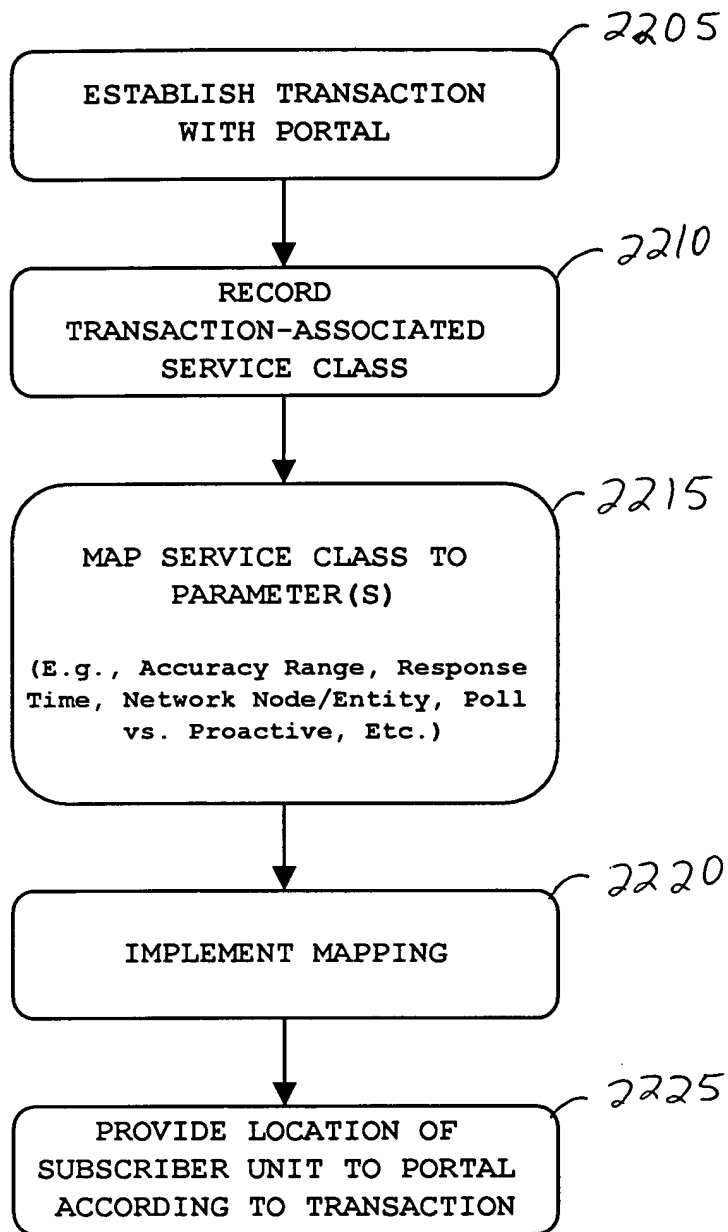 2205
ESTABLISH TRANSACTION
WITH PORTAL
2210
RECORD
TRANSACTION-ASSOCIATED
SERVICE CLASS
2215
MAP SERVICE CLASS TO
PARAMETER(S)
(E.g., Accuracy Range, Response
Time, Network Node/Entity, Poll
vs. Proactive, Etc.)
2220
IMPLEMENT MAPPING
2225
PROVIDE LOCATION OF
SUBSCRIBER UNIT TO PORTAL
ACCORDING TO TRANSACTION